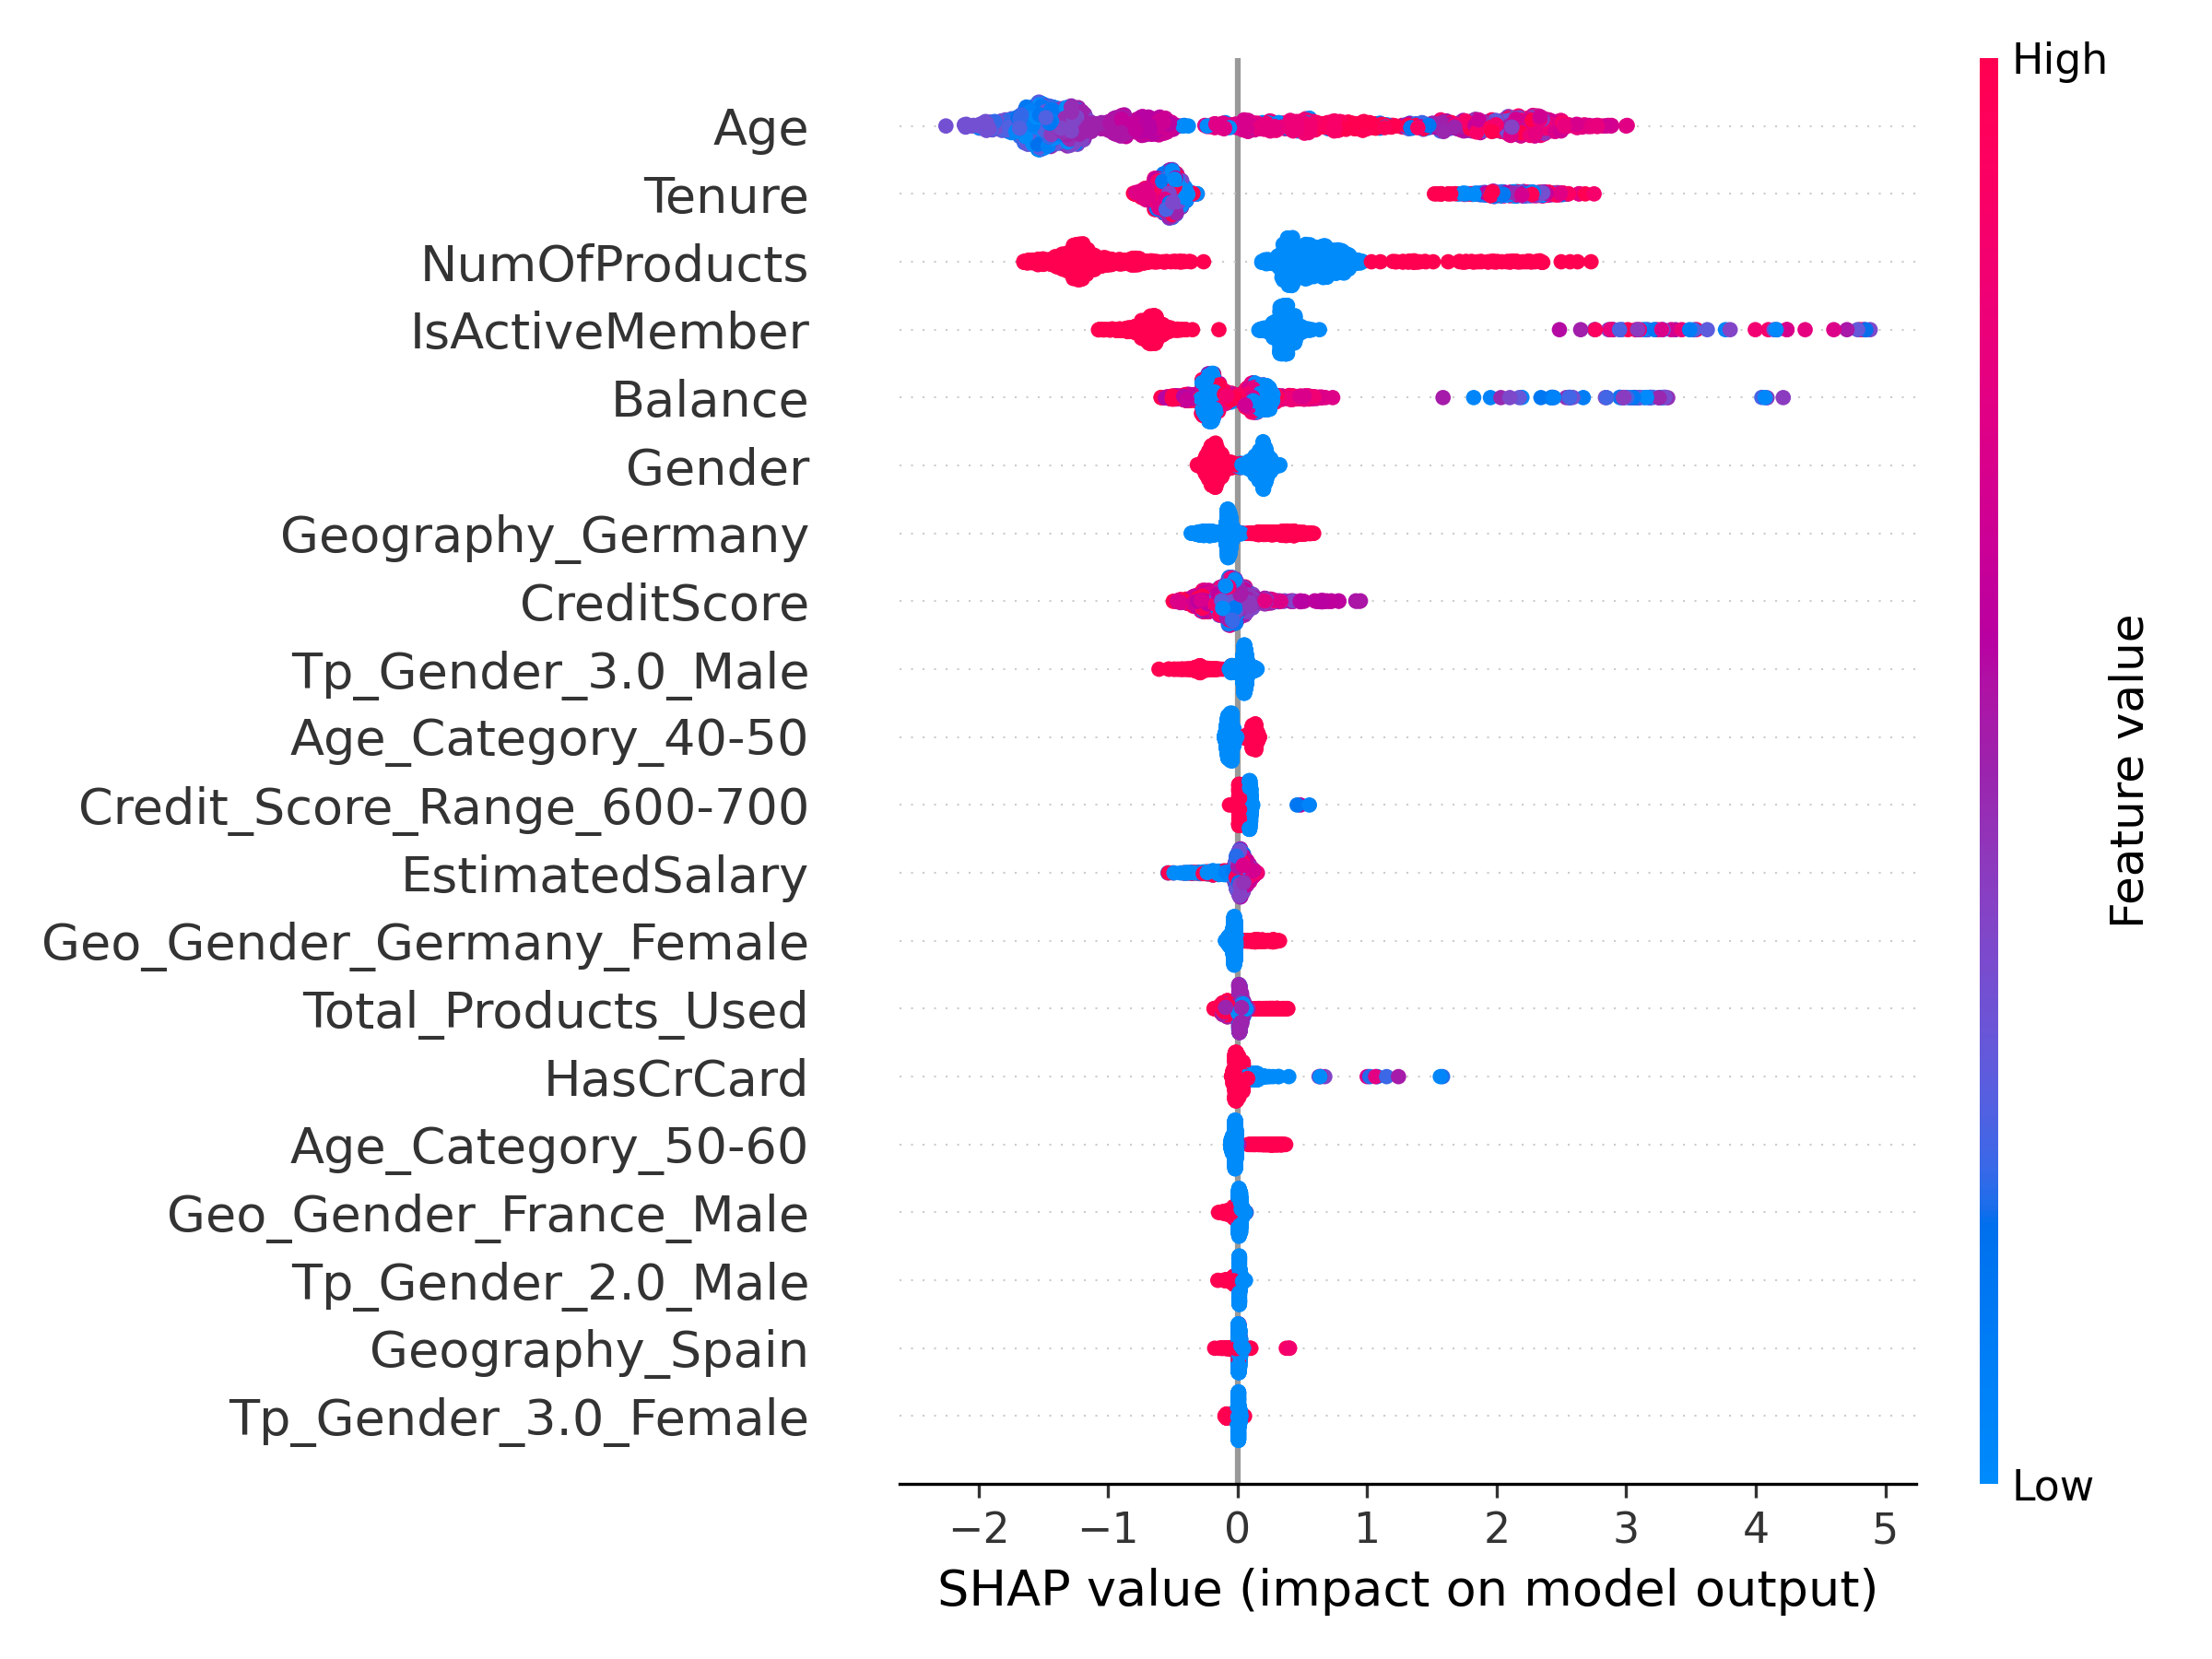 High
Age
Tenure
NumOfProducts
IsActiveMember
Balance
Gender
Geography_Germany
CreditScore
Tp_Gender_3.0_Male
Age_Category_40-50
Credit_Score_Range_600-700
EstimatedSalary
Geo_Gender_Germany_Female
Total_Products_Used
HasCrCard
Age_Category_50-60
Geo_Gender_France_Male
Tp_Gender_2.0_Male
Geography_Spain
Tp_Gender_3.0_Female
Feature value
Low
−2 −1 0 1 2 3 4 5
SHAP value (impact on model output)